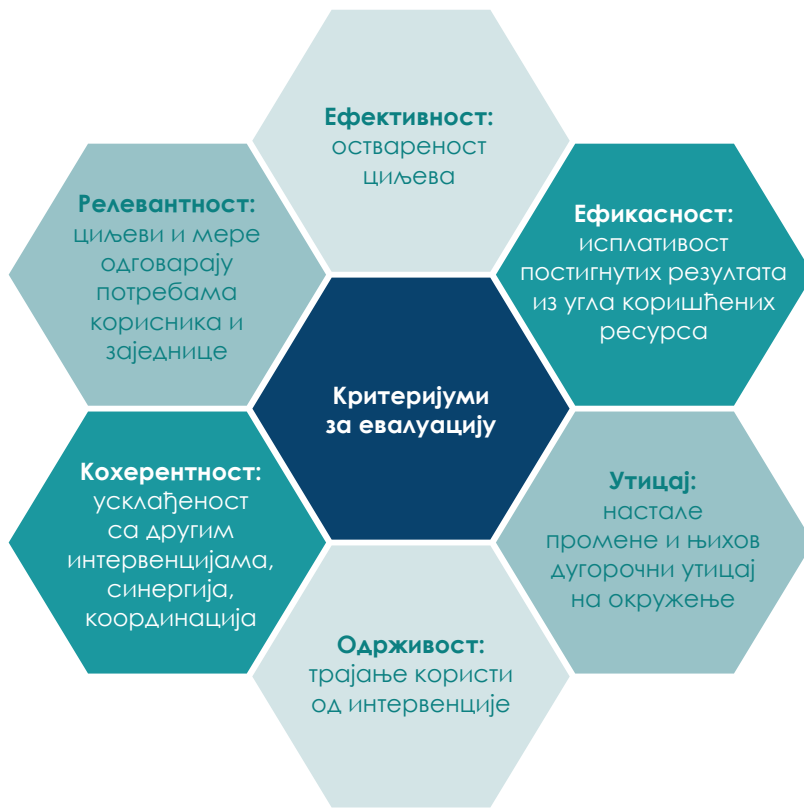 Ефективност:
оствареност
циљева
Релевантност:
циљеви и мере
одговарају
потребама
корисника и
заједнице
Ефикасност:
исплативост
постигнутих резултата
из угла коришћених
ресурса
Критеријуми
за евалуацију
Кохерентност:
усклађеност
са другим
интервенцијама,
синергија,
координација
Утицај:
настале
промене и њихов
дугорочни утицај
на окружење
Одрживост:
трајање користи
од интервенције